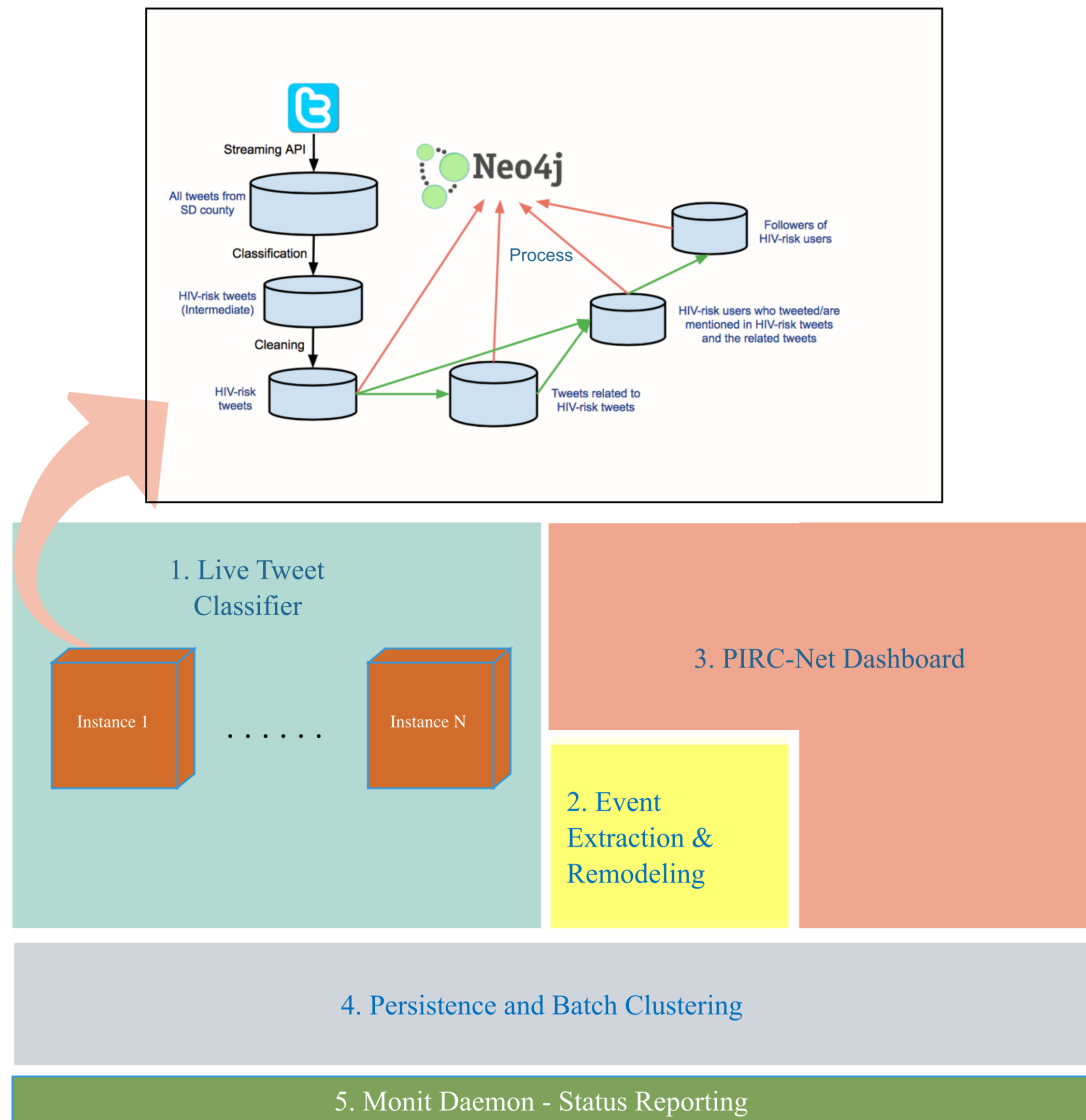 Streaming API
All tweets from
SD county
Classification
HIV-risk tweets
(Intermediate)
Cleaning
HIV-risk
tweets
Neo4j
Process
Tweets related to
HIV-risk tweets
Followers of
HIV-risk users
HIV-risk users who tweeted/are
mentioned in HIV-risk tweets
and the related tweets
1. Live Tweet
Classifier
Instance 1
. . . . . .
Instance N
3. PIRC-Net Dashboard
2. Event
Extraction &
Remodeling
4. Persistence and Batch Clustering
5. Monit Daemon - Status Reporting